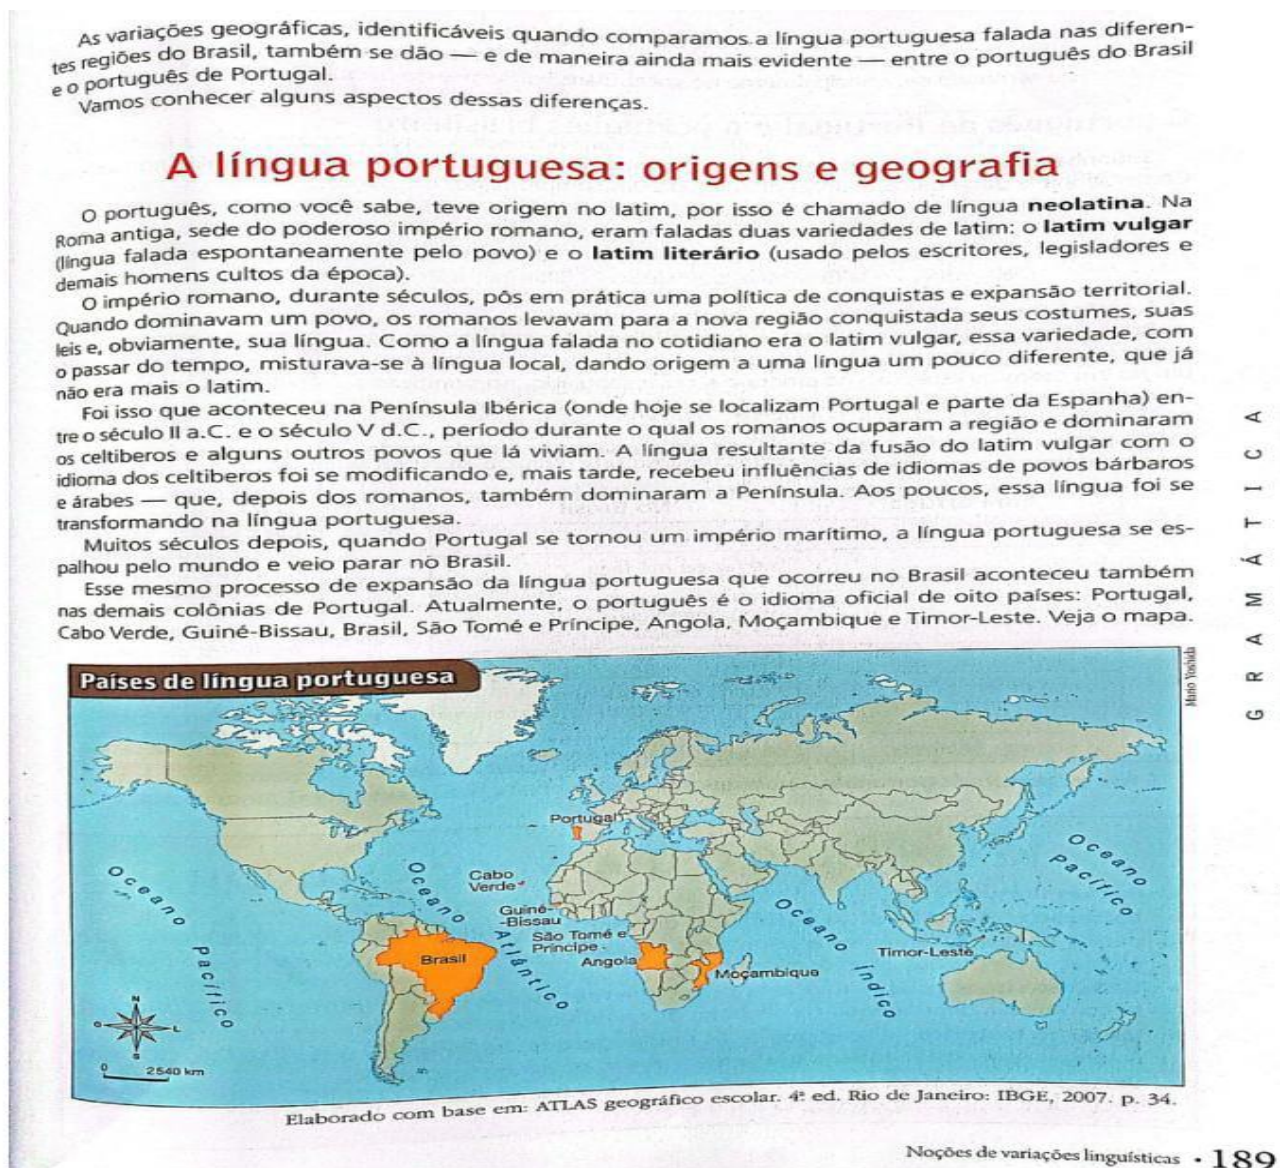 As variações geográficas, identificáveis quando comparamos a língua portuguesa falada nas diferen-
tes regiões do Brasil, também se dão — e de maneira ainda mais evidente — entre o português do Brasil
e o português de Portugal.
Vamos conhecer alguns aspectos dessas diferenças.
A língua portuguesa: origens e geografia
O português, como você sabe, teve origem no latim, por isso é chamado de língua neolatina. Na
Roma antiga, sede do poderoso império romano, eram faladas duas variedades de latim: o latim vulgar
(língua falada espontaneamente pelo povo) e o latim literário (usado pelos escritores, legisladores e
demais homens cultos da época).
O império romano, durante séculos, pôs em prática uma política de conquistas e expansão territorial.
Quando dominavam um povo, os romanos levavam para a nova região conquistada seus costumes, suas
leis e, obviamente, sua língua. Como a língua falada no cotidiano era o latim vulgar, essa variedade, com
o passar do tempo, misturava-se à língua local, dando origem a uma língua um pouco diferente, que já
não era mais o latim.
Foi isso que aconteceu na Península Ibérica (onde hoje se localizam Portugal e parte da Espanha) en-
tre o século II a.C. e o século V d.C., período durante o qual os romanos ocuparam a região e dominaram
os celtiberos e alguns outros povos que lá viviam. A língua resultante da fusão do latim vulgar com o
idioma dos celtiberos foi se modificando e, mais tarde, recebeu influências de idiomas de povos bárbaros
e árabes — que, depois dos romanos, também dominaram a Península. Aos poucos, essa língua foi se
transformando na língua portuguesa.
Muitos séculos depois, quando Portugal se tornou um império marítimo, a língua portuguesa se es-
palhou pelo mundo e veio parar no Brasil.
Esse mesmo processo de expansão da língua portuguesa que ocorreu no Brasil aconteceu também
nas demais colônias de Portugal. Atualmente, o português é o idioma oficial de oito países: Portugal,
Cabo Verde, Guiné-Bissau, Brasil, São Tomé e Príncipe, Angola, Moçambique e Timor-Leste. Veja o mapa.
GRAMÁTICA
Países de língua portuguesa
Mario Yoshida
Portugal
Cabo
Verde
Guiné-
-Bissau
São Tomé e
Príncipe
Angola
Moçambique
Brasil
Timor-Leste
Oceano Pacífico
Oceano Atlântico
Oceano Índico
Oceano
Pacífico
N
O
L
S
0
2540 km
Elaborado com base em: ATLAS geográfico escolar. 4ª ed. Rio de Janeiro: IBGE, 2007. p. 34.
Noções de variações linguísticas • 189